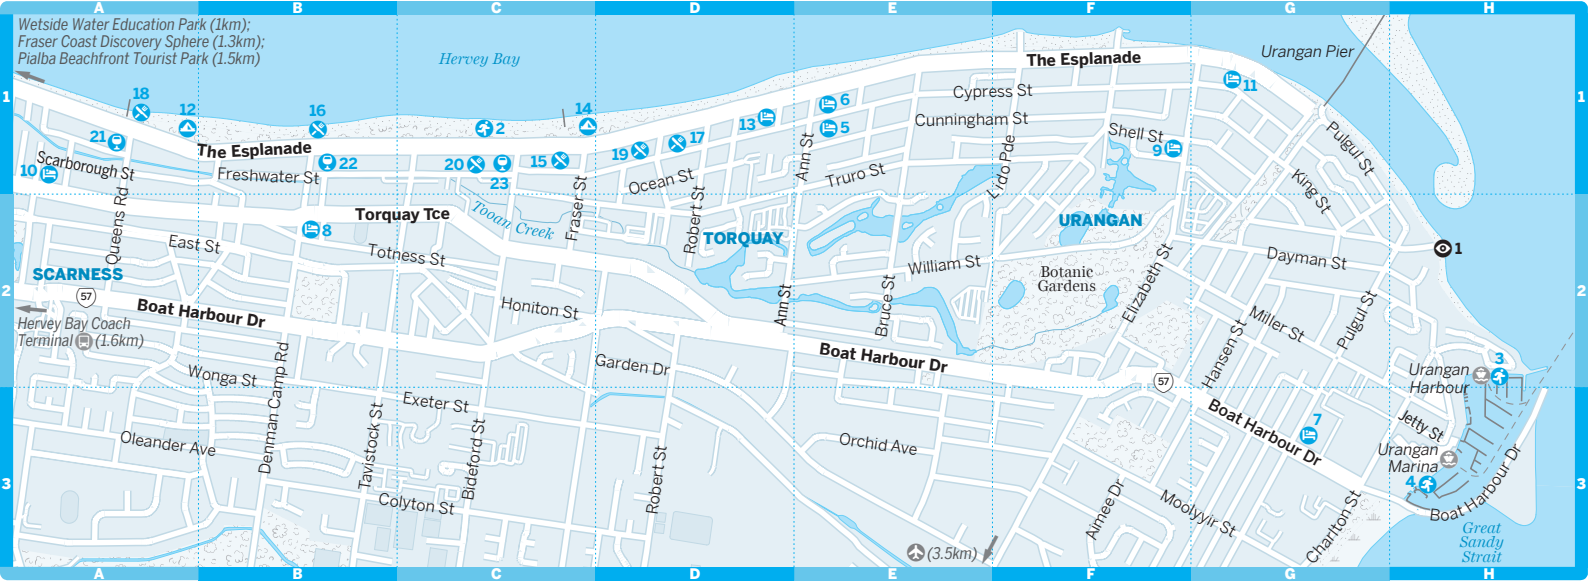 A B C D E F G H
Wetside Water Education Park (1km);
Fraser Coast Discovery Sphere (1.3km);
Pialba Beachfront Tourist Park (1.5km)
Hervey Bay
The Esplanade
Urangan Pier
1
18
12
16
2
14
13
6
5
Cypress St
Cunningham St
11
1
21
The Esplanade
22
20
23
15
19
17
Ann St
Shell St
9
Pulgul St
10
Scarborough St
Freshwater St
Ocean St
Truro St
Lido Pde
King St
Queens Rd
Torquay Tce
Tooan Creek
Fraser St
Robert St
TORQUAY
URANGAN
8
East St
Totness St
William St
Botanic
Gardens
Elizabeth St
Dayman St
1
SCARNESS
2
57
Boat Harbour Dr
Honiton St
Ann St
Bruce St
Miller St
Pulgul St
2
Hervey Bay Coach
Terminal (1.6km)
Boat Harbour Dr
Hansen St
Garden Dr
57
3
Urangan
Harbour
Wonga St
Denman Camp Rd
Exeter St
Boat Harbour Dr
7
Jetty St
Oleander Ave
Tavistock St
Bideford St
Robert St
Orchid Ave
Urangan
Marina
4
3
Colyton St
Aimee Dr
Moolyyir St
Charlton St
Boat Harbour Dr
3
Great
Sandy
Strait
(3.5km)
A B C D E F G H